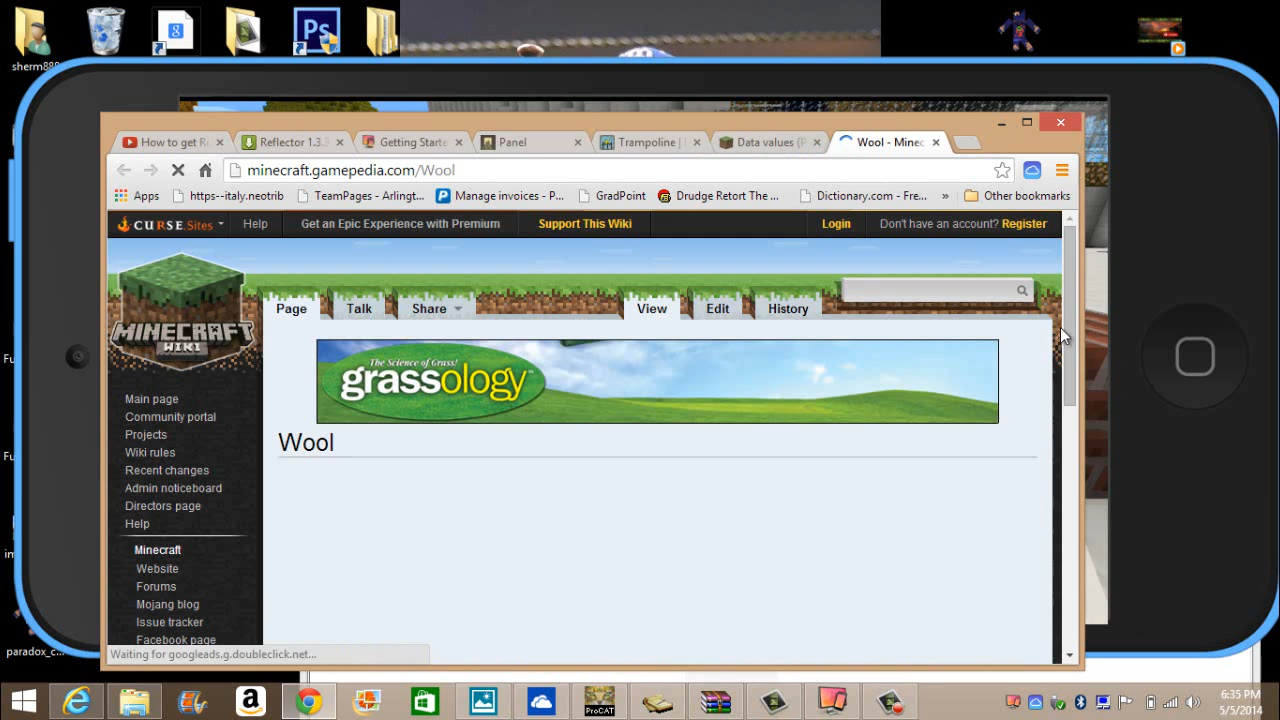 sherm88
How to get R
Reflector 1.3.
Getting Starte
Panel
Trampoline |
Data values (P
Wool - Minec
minecraft.gamepedia.com/Wool
Apps
https--italy.neotrib
TeamPages - Arlingt...
Manage invoices - P...
GradPoint
Drudge Retort The ...
Dictionary.com - Fre...
»
Other bookmarks
CURSE.Sites
Help
Get an Epic Experience with Premium
Support This Wiki
Login
Don't have an account? Register
MINECRAFT
WIKI
Page
Talk
Share
View
Edit
History
The Science of Grass!
grassology
Wool
Main page
Community portal
Projects
Wiki rules
Recent changes
Admin noticeboard
Directors page
Help
Minecraft
Website
Forums
Mojang blog
Issue tracker
Facebook page
Waiting for googleads.g.doubleclick.net...
Fu
Fu
im
paradox_c...
Ps
g
a
ProCAT
6:35 PM
5/5/2014